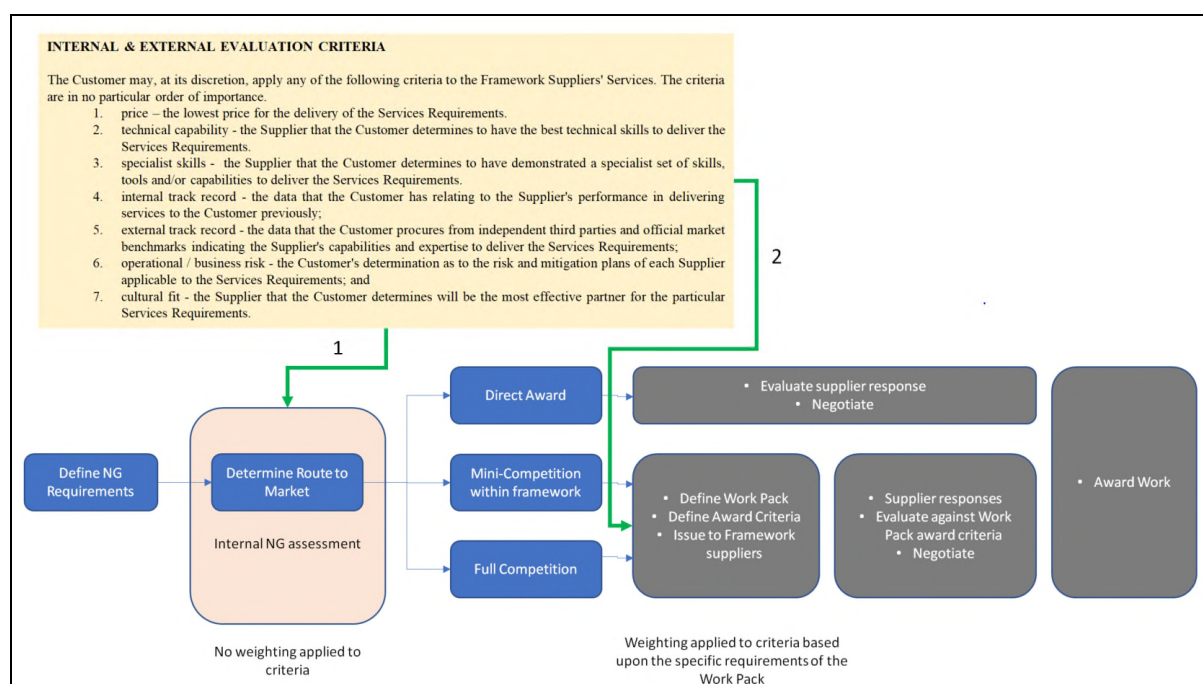 INTERNAL & EXTERNAL EVALUATION CRITERIA
The Customer may, at its discretion, apply any of the following criteria to the Framework Suppliers' Services. The criteria
are in no particular order of importance.
1. price – the lowest price for the delivery of the Services Requirements.
2. technical capability - the Supplier that the Customer determines to have the best technical skills to deliver the
Services Requirements.
3. specialist skills - the Supplier that the Customer determines to have demonstrated a specialist set of skills,
tools and/or capabilities to deliver the Services Requirements.
4. internal track record - the data that the Customer has relating to the Supplier's performance in delivering
services to the Customer previously;
5. external track record - the data that the Customer procures from independent third parties and official market
benchmarks indicating the Supplier's capabilities and expertise to deliver the Services Requirements;
6. operational / business risk - the Customer's determination as to the risk and mitigation plans of each Supplier
applicable to the Services Requirements; and
7. cultural fit - the Supplier that the Customer determines will be the most effective partner for the particular
Services Requirements.
1
2
Define NG
Requirements
Determine Route to
Market
Internal NG assessment
No weighting applied to
criteria
Direct Award
Mini-Competition
within framework
Full Competition
• Evaluate supplier response
• Negotiate
• Define Work Pack
• Define Award Criteria
• Issue to Framework
suppliers
• Supplier responses
• Evaluate against Work
Pack award criteria
• Negotiate
• Award Work
Weighting applied to criteria based
upon the specific requirements of the
Work Pack